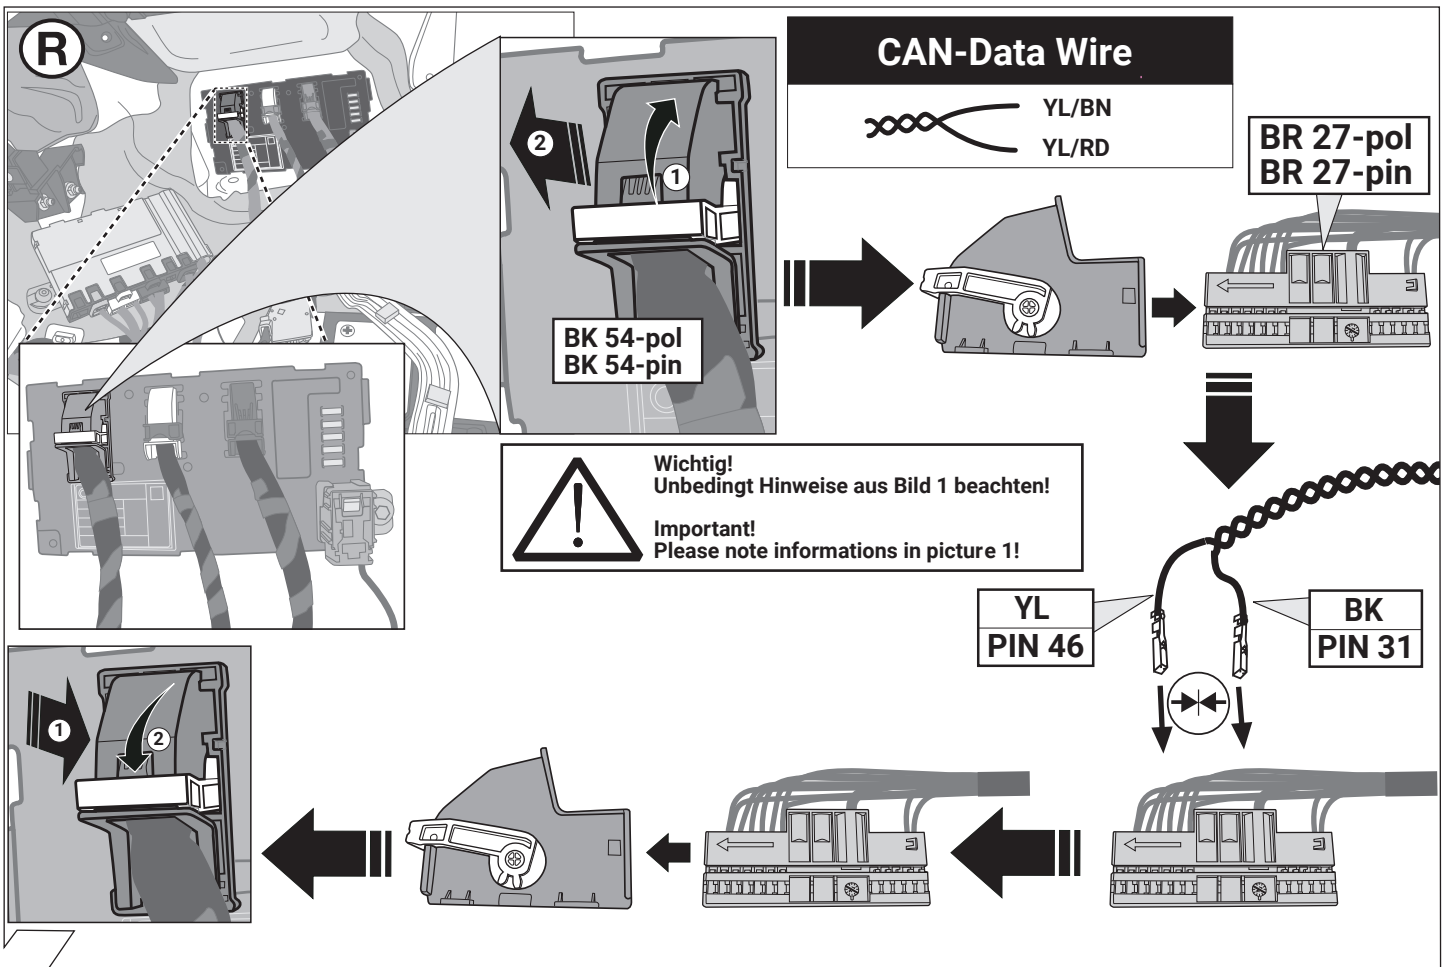 R
CAN-Data Wire
YL/BN
YL/RD
BR 27-pol
BR 27-pin
2
1
BK 54-pol
BK 54-pin
Wichtig!
Unbedingt Hinweise aus Bild 1 beachten!
Important!
Please note informations in picture 1!
YL
PIN 46
BK
PIN 31
1
2